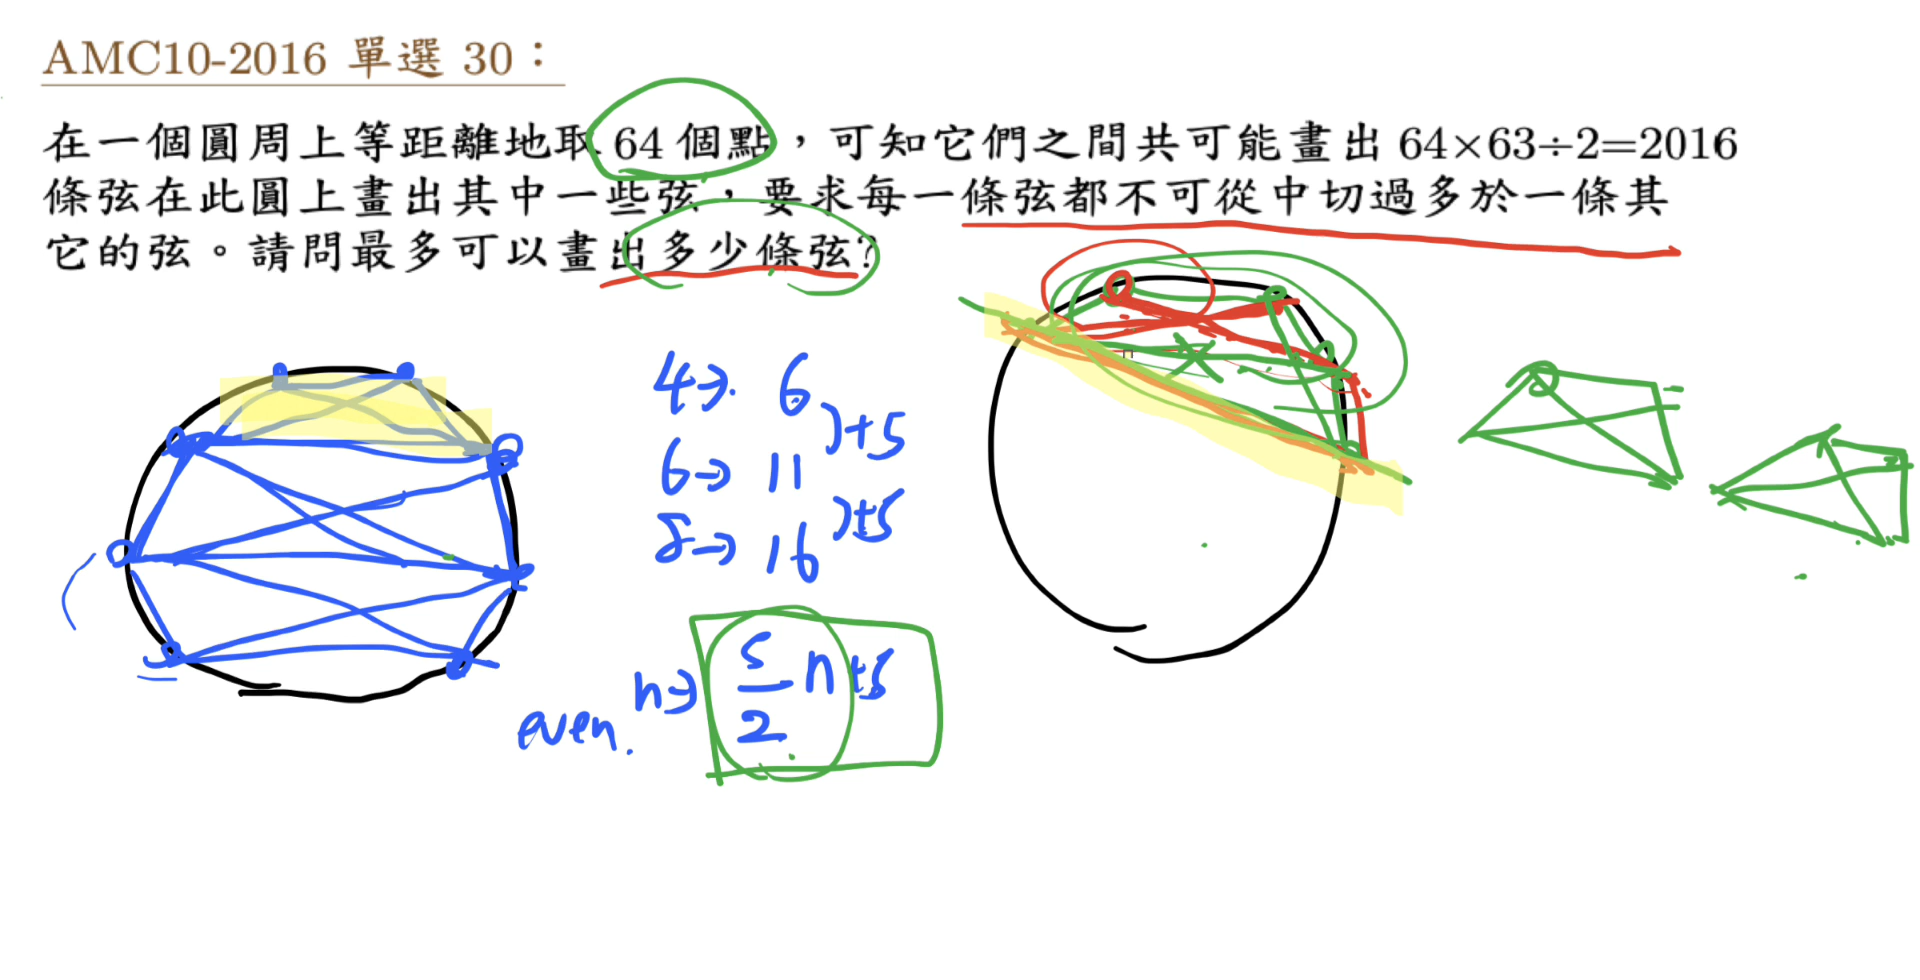 AMC10-2016 單選 30：
在一個圓周上等距離地取 64 個點，可知它們之間共可能畫出 64×63÷2=2016
條弦在此圓上畫出其中一些弦，要求每一條弦都不可從中切過多於一條其
它的弦。請問最多可以畫出多少條弦?
4→. 6
)+5
6→ 11
)+5
8→ 16
even. n→ 5/2 n+5